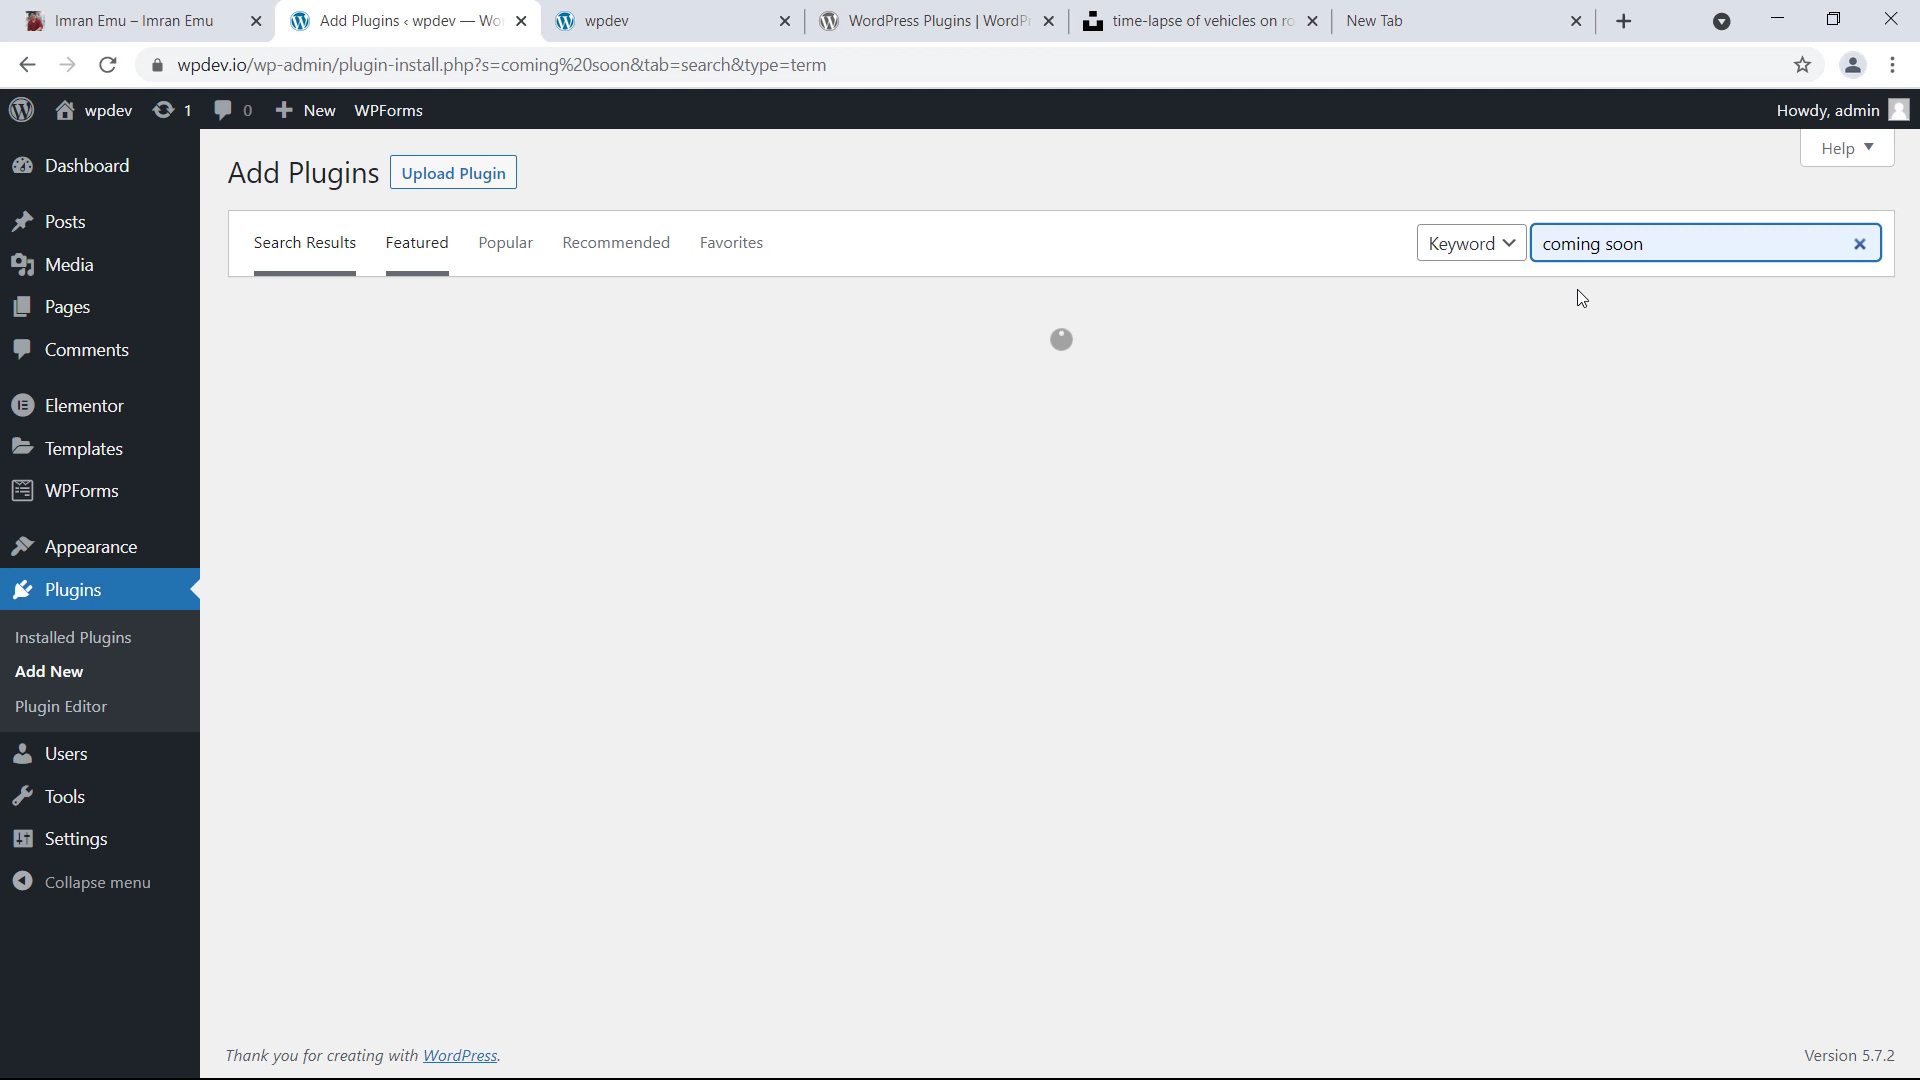 Imran Emu – Imran Emu
Add Plugins ‹ wpdev — Wo
wpdev
WordPress Plugins | WordP
time-lapse of vehicles on ro
New Tab
wpdev.io/wp-admin/plugin-install.php?s=coming%20soon&tab=search&type=term
wpdev 1 0 New WPForms
Howdy, admin
Dashboard
Posts
Media
Pages
Comments
Elementor
Templates
WPForms
Appearance
Plugins
Installed Plugins
Add New
Plugin Editor
Users
Tools
Settings
Collapse menu
Help
Add Plugins Upload Plugin
Search Results Featured Popular Recommended Favorites
Keyword coming soon
Thank you for creating with WordPress.
Version 5.7.2